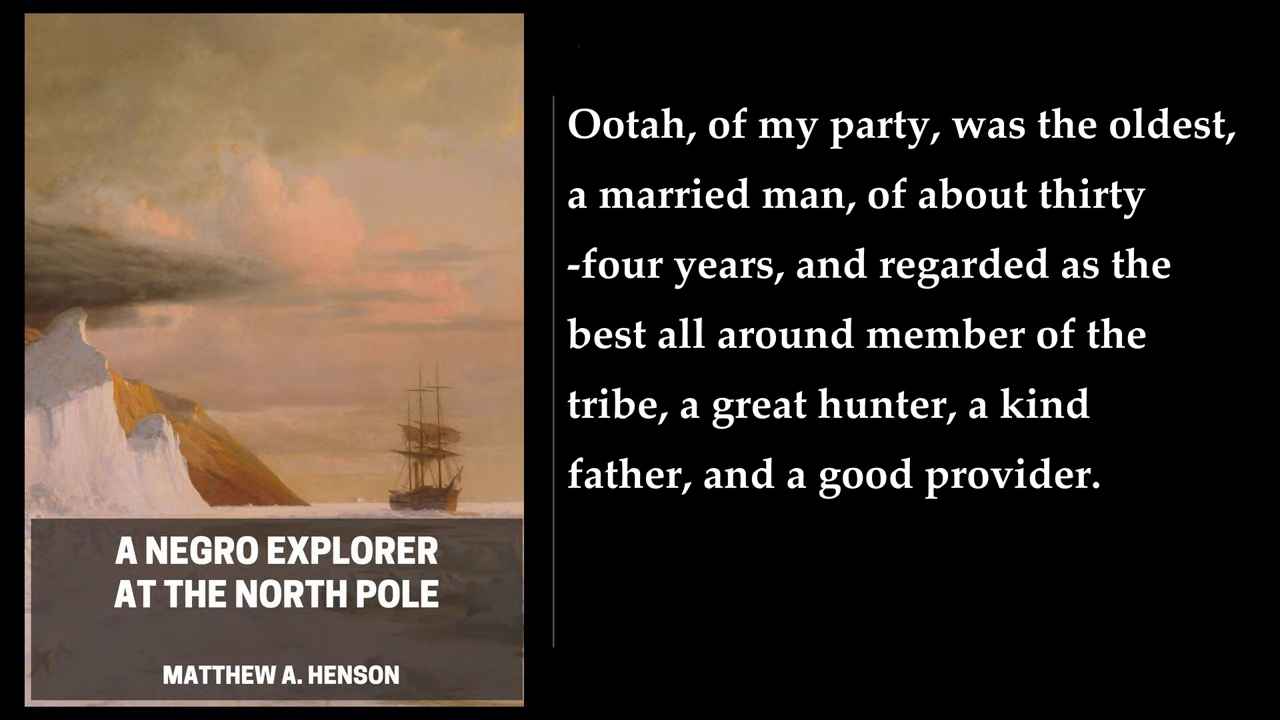 A NEGRO EXPLORER
AT THE NORTH POLE
MATTHEW A. HENSON
Ootah, of my party, was the oldest,
a married man, of about thirty
-four years, and regarded as the
best all around member of the
tribe, a great hunter, a kind
father, and a good provider.